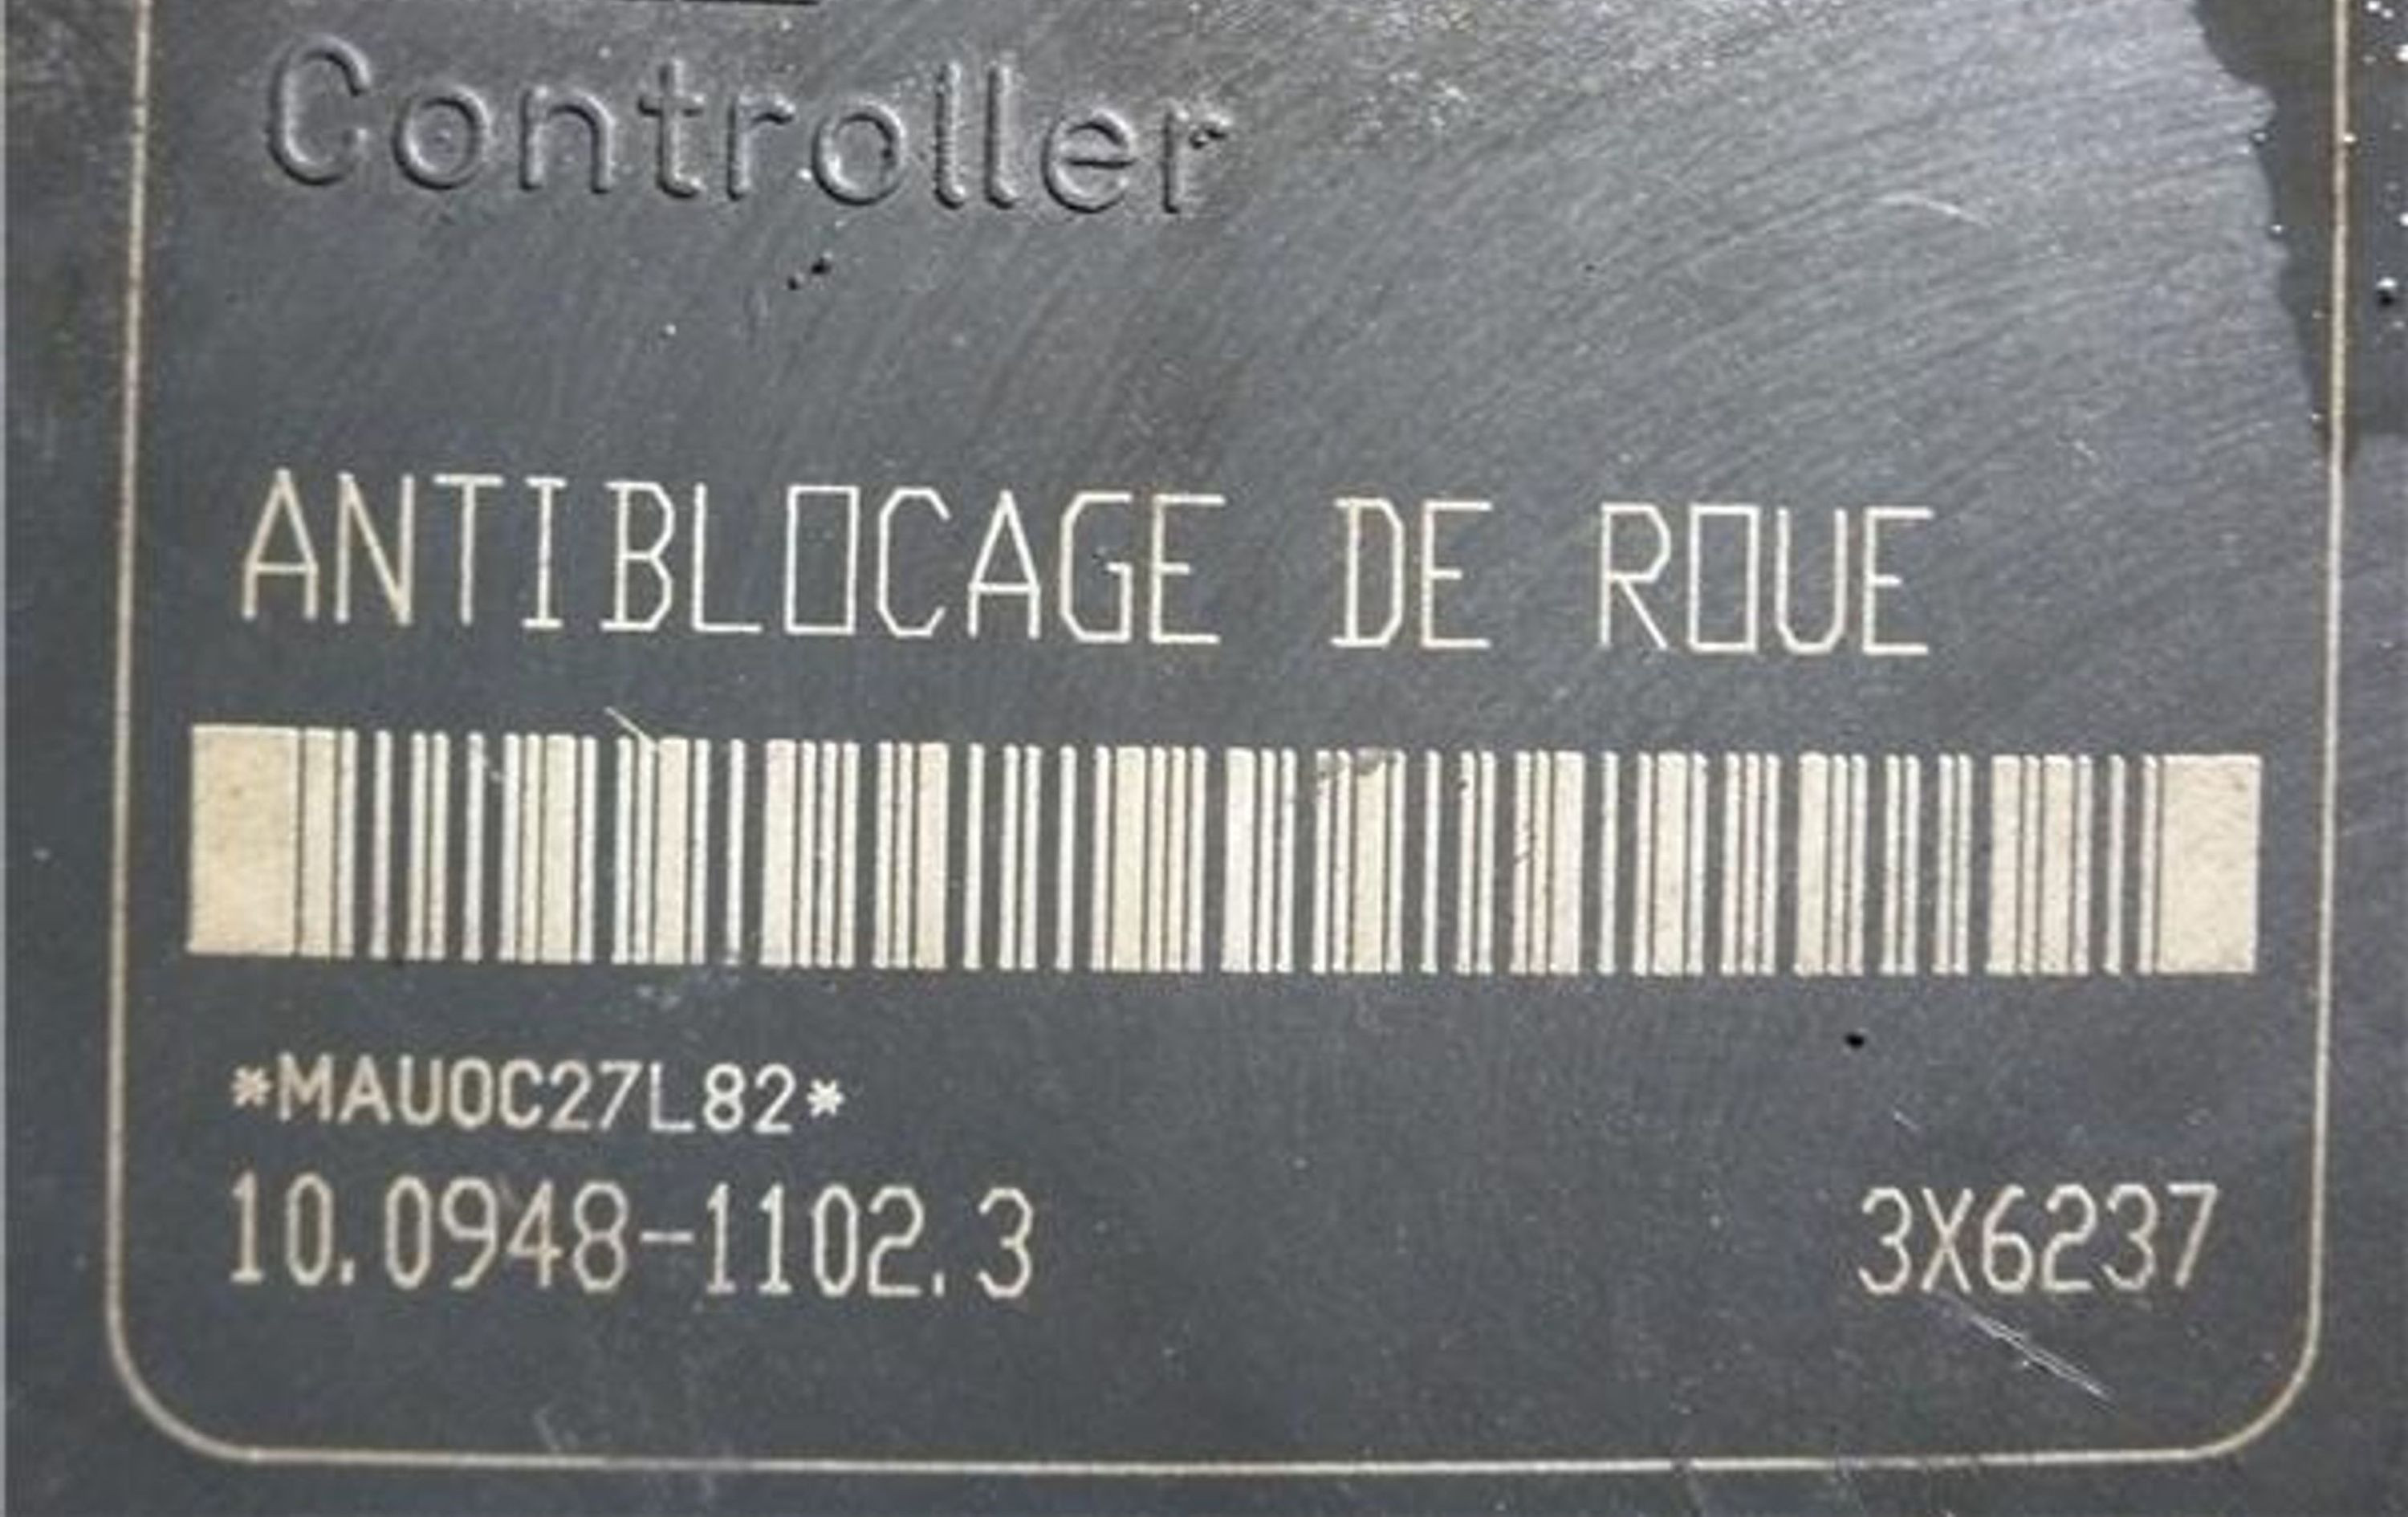 Controller
ANTIBLOCAGE DE ROUE
*MAU0C27L82*
10.0948-1102.3
3X6237